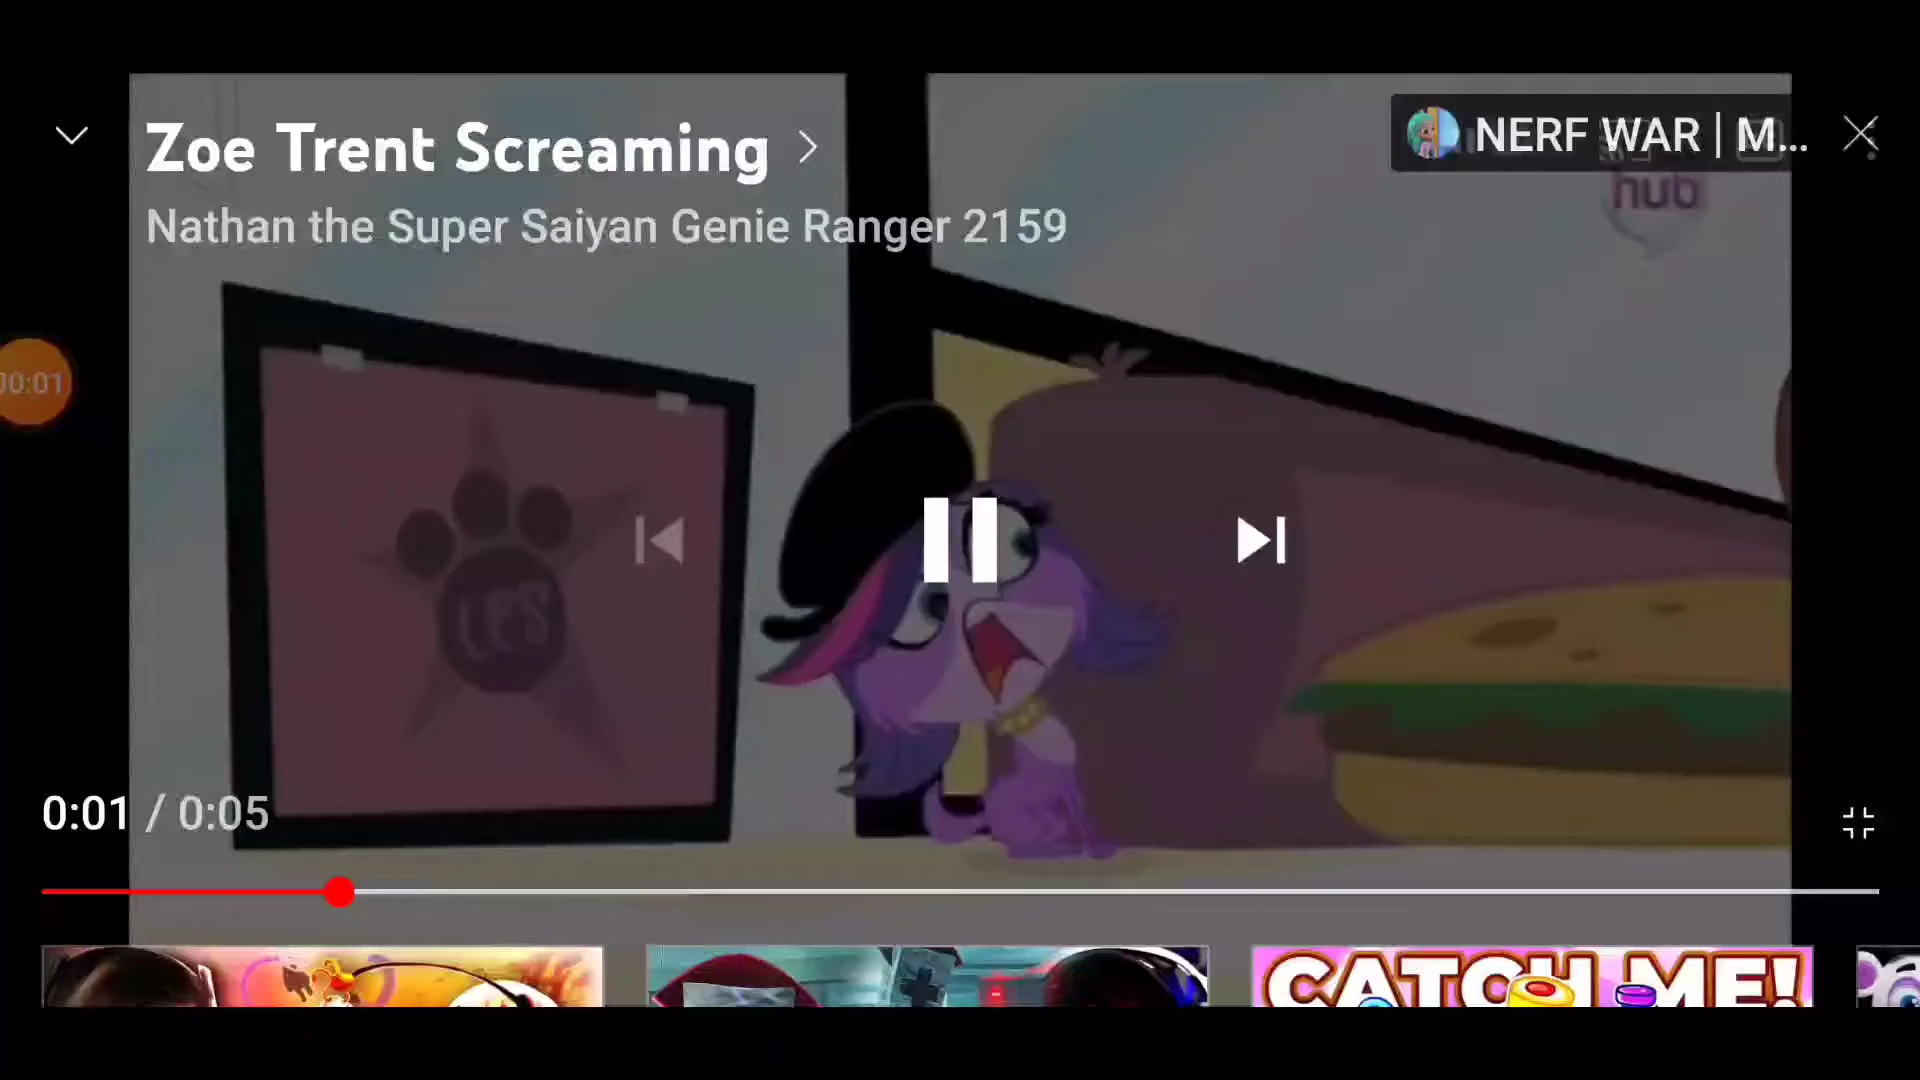 Zoe Trent Screaming
NERF WAR | M...
hub
Nathan the Super Saiyan Genie Ranger 2159
00:01
LPS
0:01 / 0:05
CATCH ME!